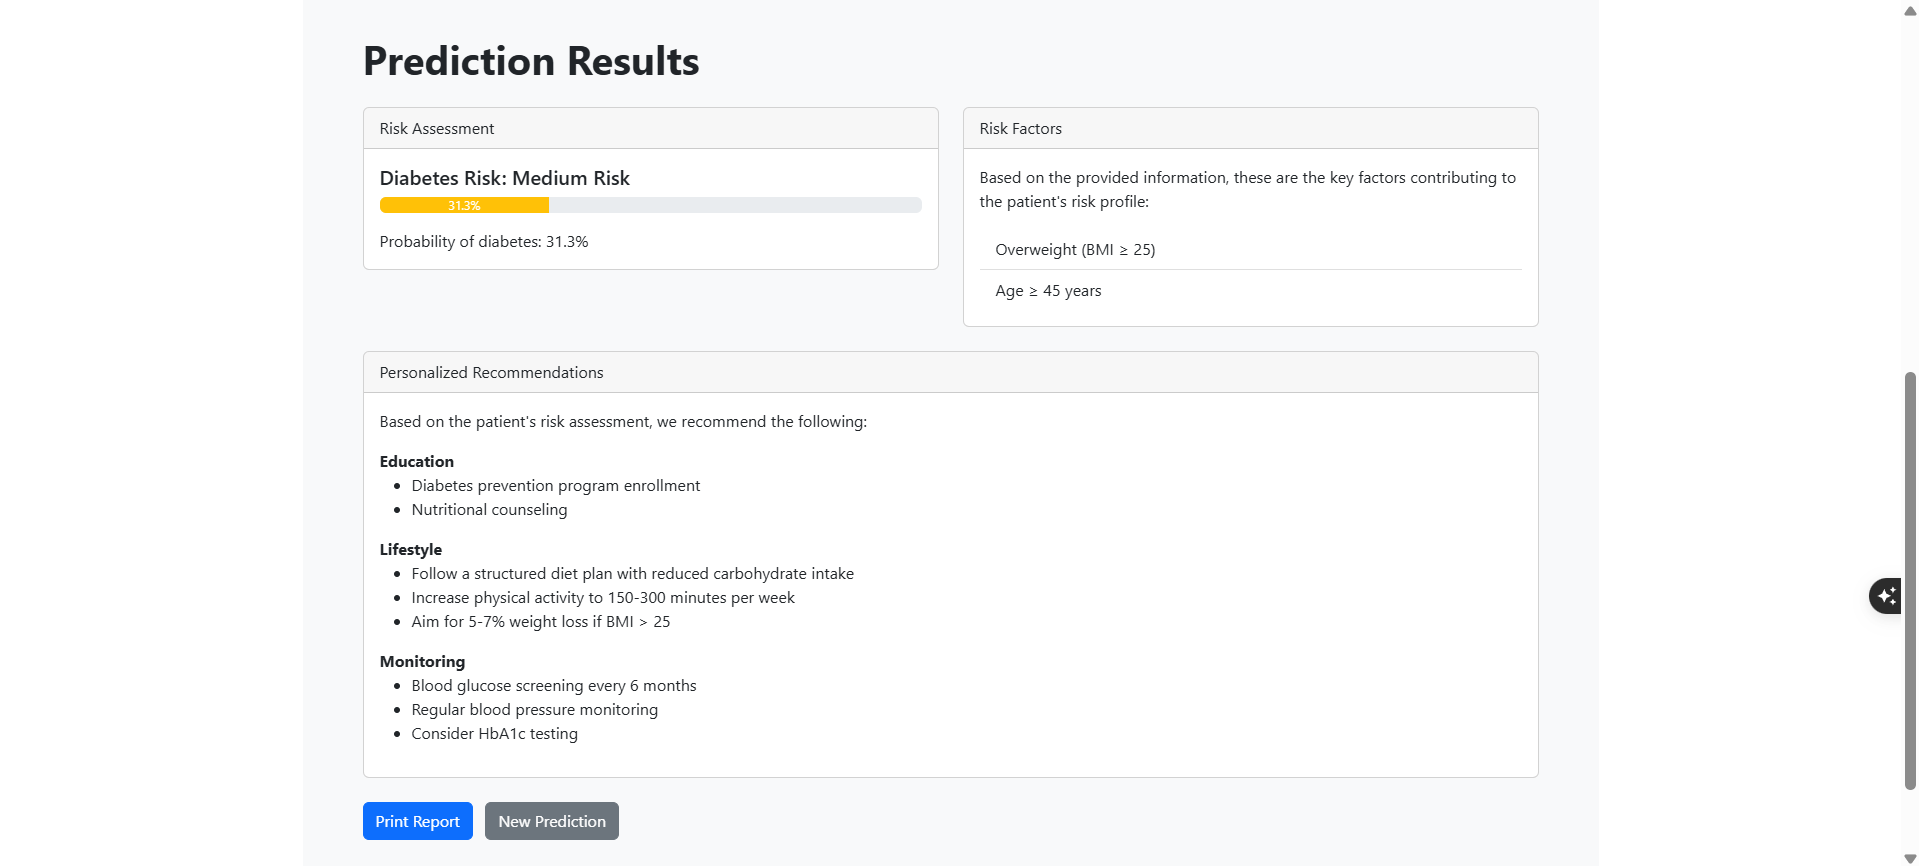 Prediction Results
Risk Assessment
Diabetes Risk: Medium Risk
31.3%
Probability of diabetes: 31.3%
Risk Factors
Based on the provided information, these are the key factors contributing to
the patient's risk profile:
Overweight (BMI ≥ 25)
Age ≥ 45 years
Personalized Recommendations
Based on the patient's risk assessment, we recommend the following:
Education
• Diabetes prevention program enrollment
• Nutritional counseling
Lifestyle
• Follow a structured diet plan with reduced carbohydrate intake
• Increase physical activity to 150-300 minutes per week
• Aim for 5-7% weight loss if BMI > 25
Monitoring
• Blood glucose screening every 6 months
• Regular blood pressure monitoring
• Consider HbA1c testing
Print Report
New Prediction